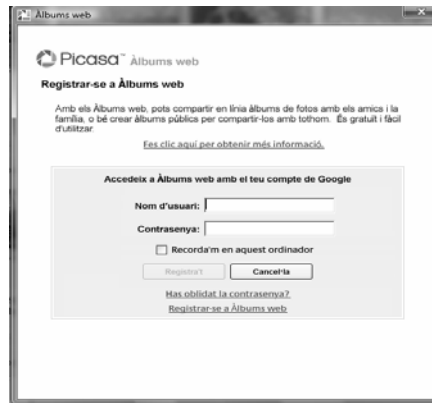 Àlbums web
Picasa™ Àlbums web
Registrar-se a Àlbums web
Amb els Àlbums web, pots compartir en línia àlbums de fotos amb els amics i la
família, o bé crear àlbums públics per compartir-los amb tothom. És gratuït i fàcil
d'utilitzar.
Fes clic aquí per obtenir més informació.
Accedeix a Àlbums web amb el teu compte de Google
Nom d'usuari:
Contrasenya:
Recorda'm en aquest ordinador
Registra't Cancel·la
Has oblidat la contrasenya?
Registrar-se a Àlbums web